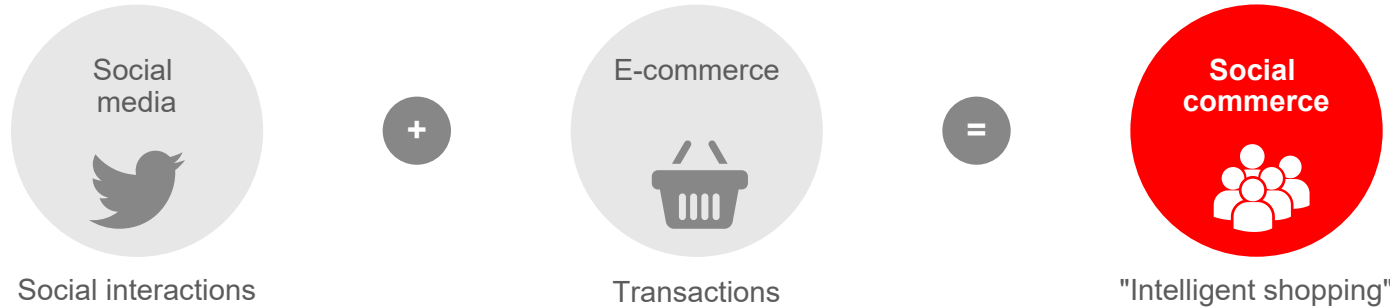 Social
media
+
E-commerce
=
Social
commerce
Social interactions
Transactions
"Intelligent shopping"